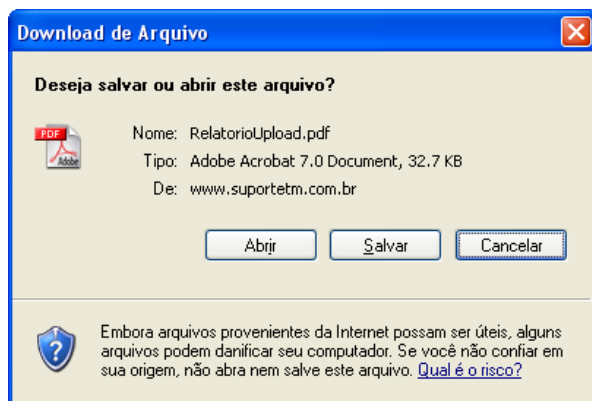 Download de Arquivo
Deseja salvar ou abrir este arquivo?
PDF
Adobe
Nome: RelatorioUpload.pdf
Tipo: Adobe Acrobat 7.0 Document, 32.7 KB
De: www.suportetm.com.br
Abrir Salvar Cancelar
Embora arquivos provenientes da Internet possam ser úteis, alguns
arquivos podem danificar seu computador. Se você não confiar em
sua origem, não abra nem salve este arquivo. Qual é o risco?